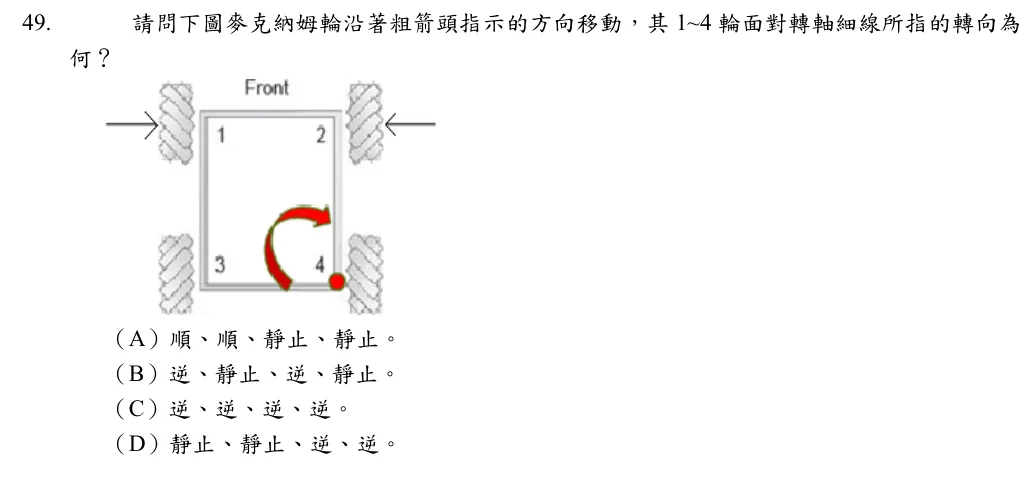 49. 請問下圖麥克納姆輪沿著粗箭頭指示的方向移動，其 1~4 輪面對轉軸細線所指的轉向為
何？
Front
1 2
3 4
（A）順、順、靜止、靜止。
（B）逆、靜止、逆、靜止。
（C）逆、逆、逆、逆。
（D）靜止、靜止、逆、逆。